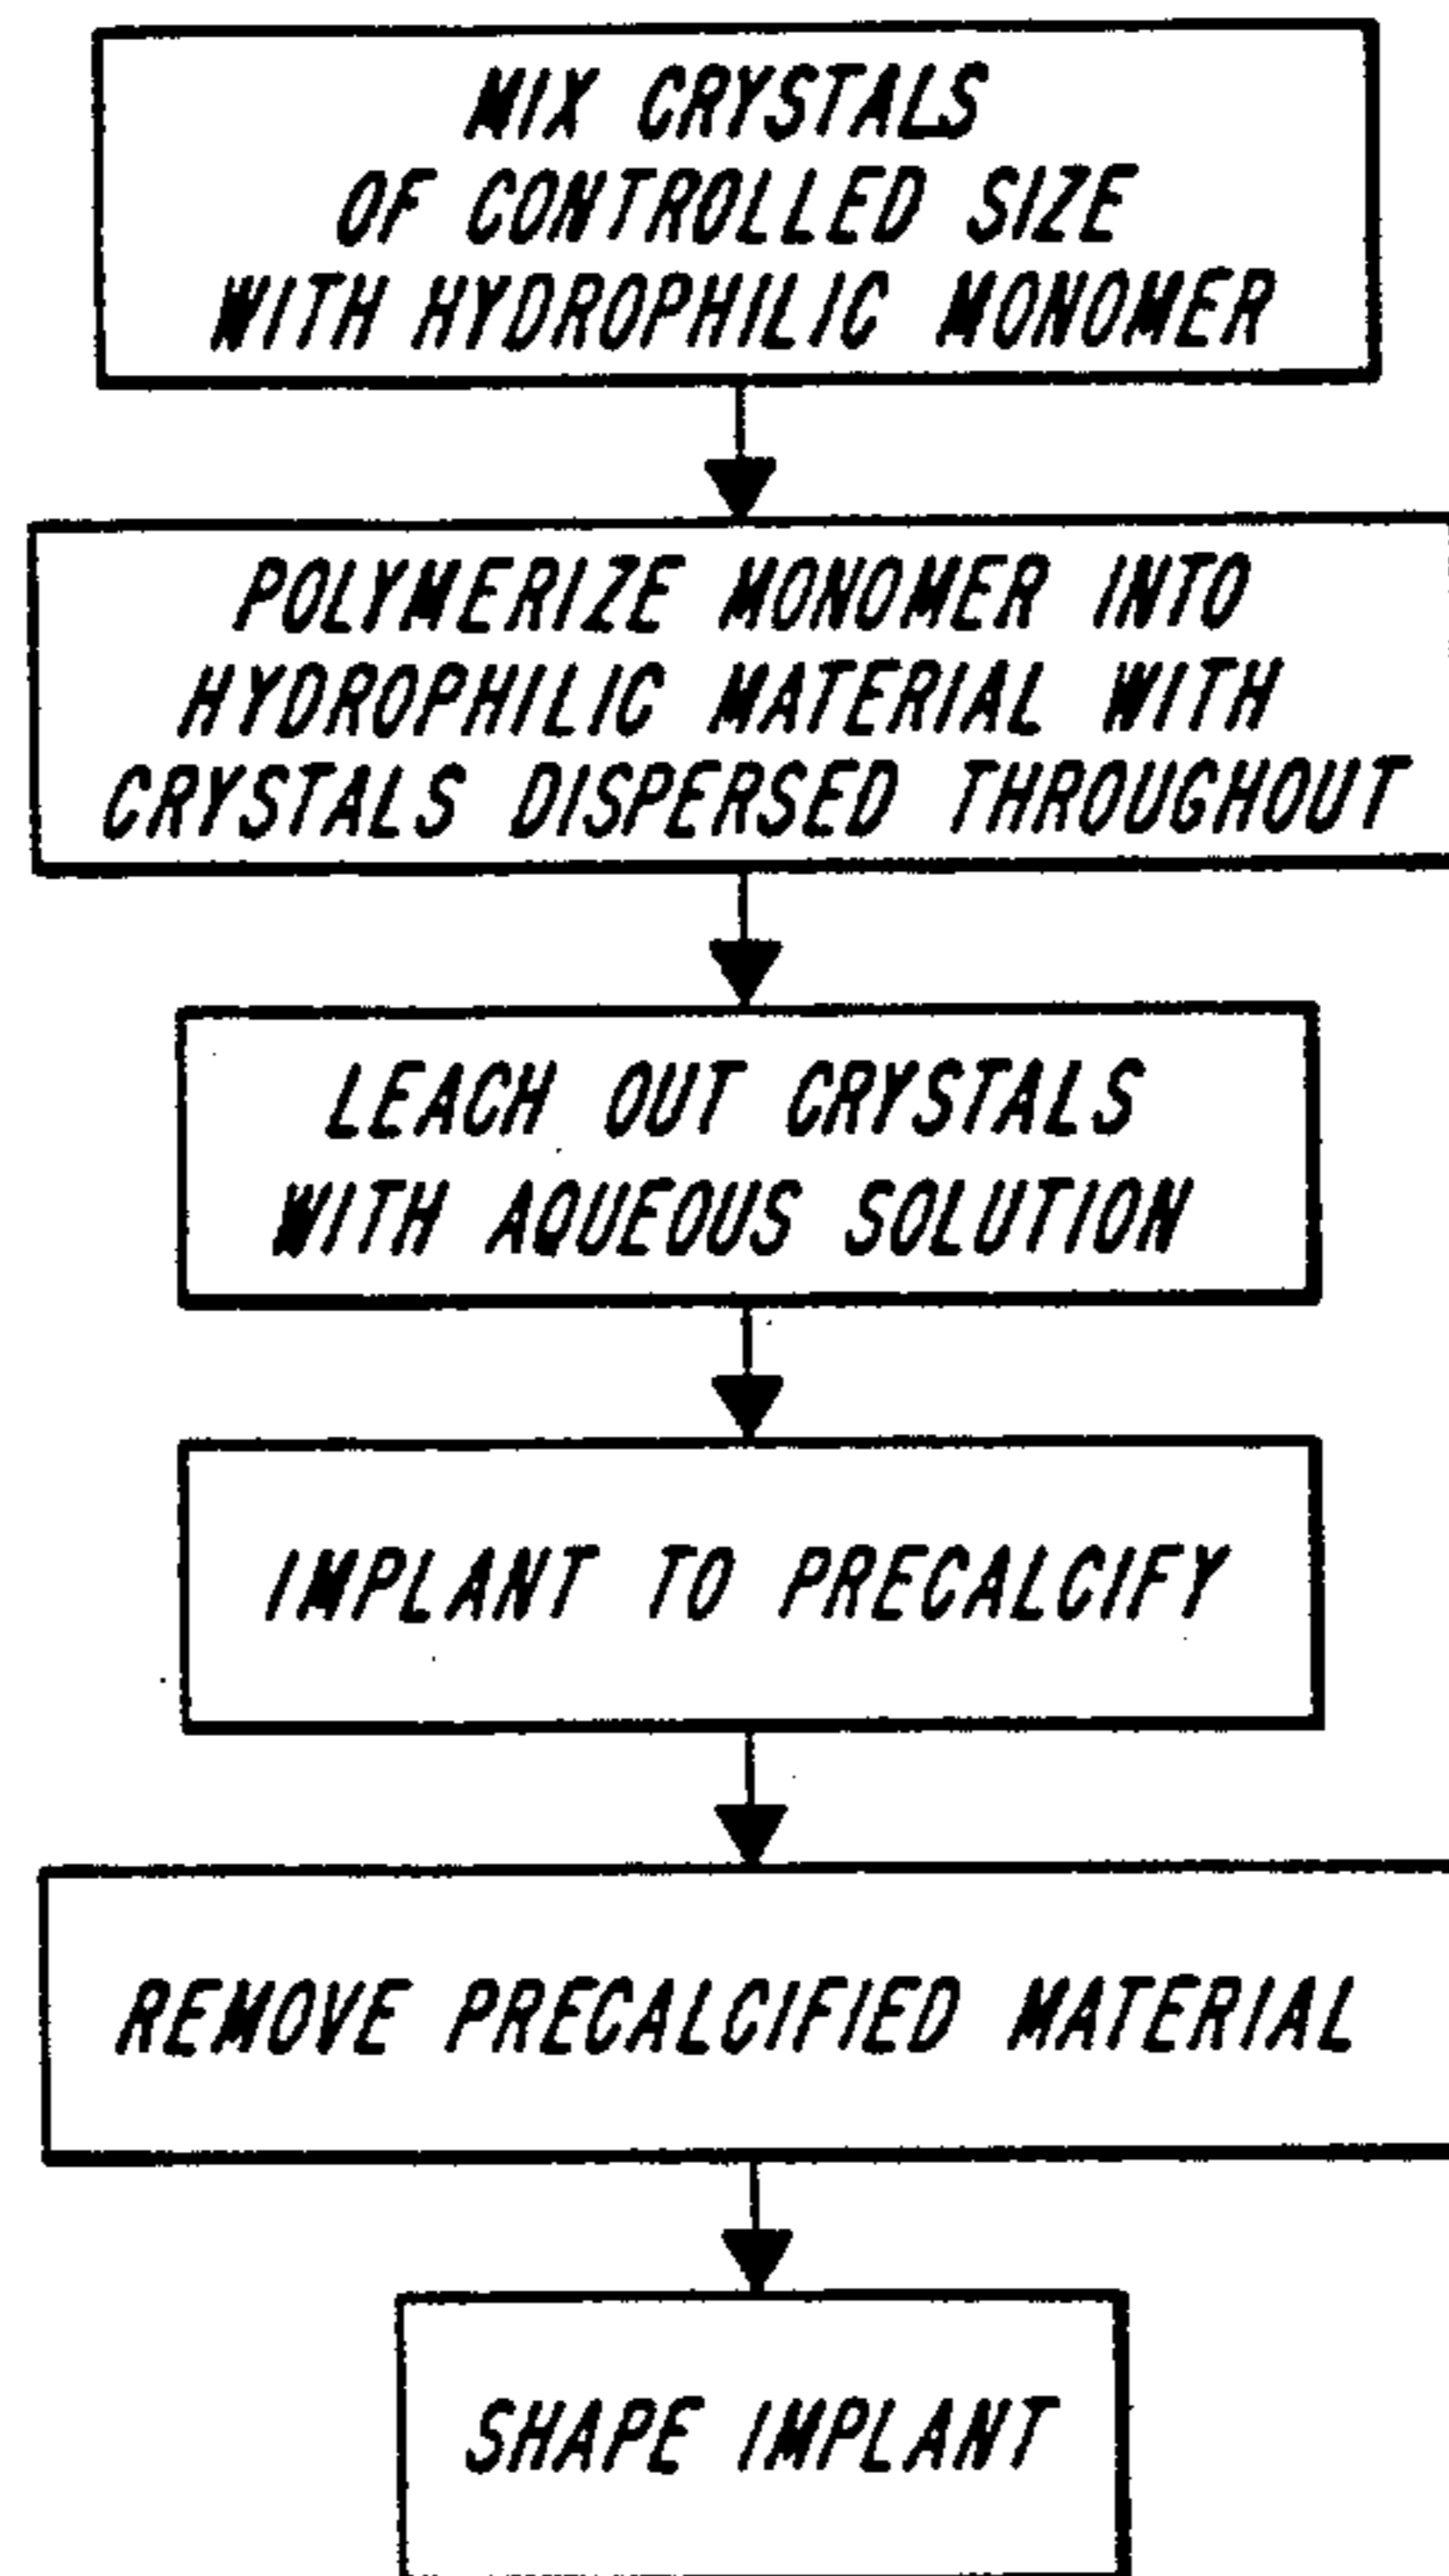 MIX CRYSTALS
OF CONTROLLED SIZE
WITH HYDROPHILIC MONOMER
POLYMERIZE MONOMER INTO
HYDROPHILIC MATERIAL WITH
CRYSTALS DISPERSED THROUGHOUT
LEACH OUT CRYSTALS
WITH AQUEOUS SOLUTION
IMPLANT TO PRECALCIFY
REMOVE PRECALCIFIED MATERIAL
SHAPE IMPLANT